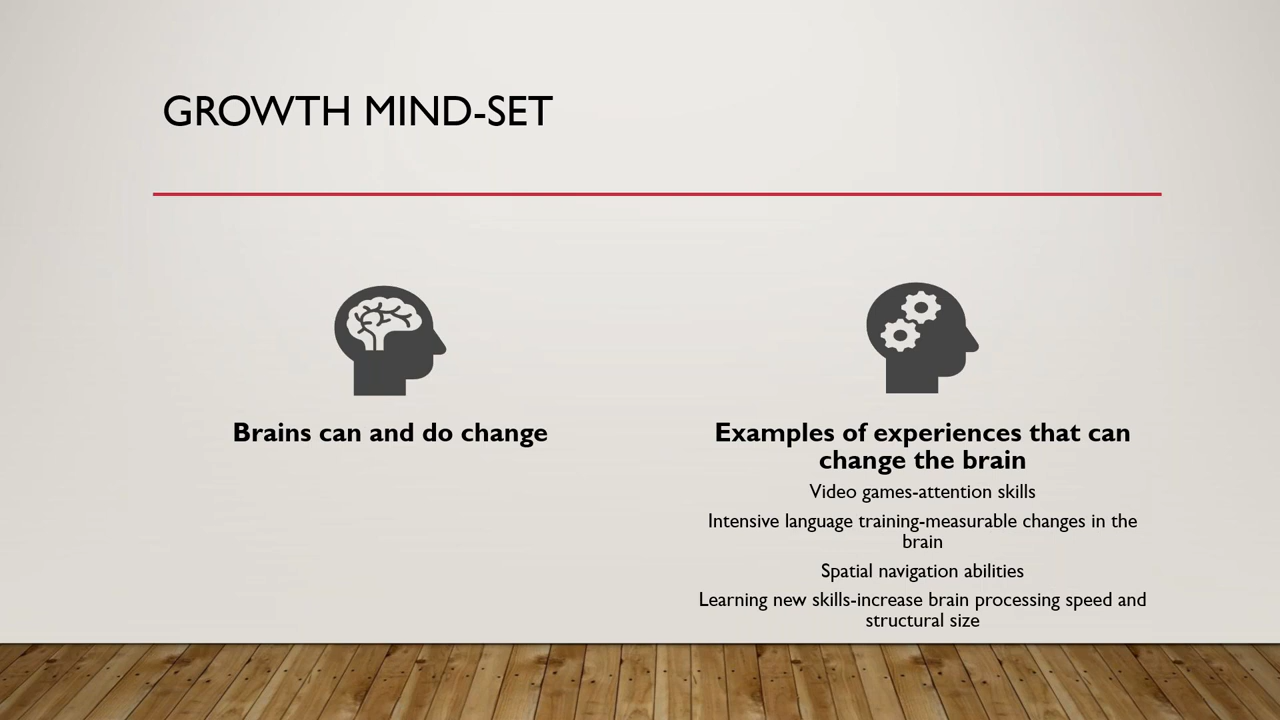 GROWTH MIND-SET
Brains can and do change
Examples of experiences that can
change the brain
Video games-attention skills
Intensive language training-measurable changes in the
brain
Spatial navigation abilities
Learning new skills-increase brain processing speed and
structural size